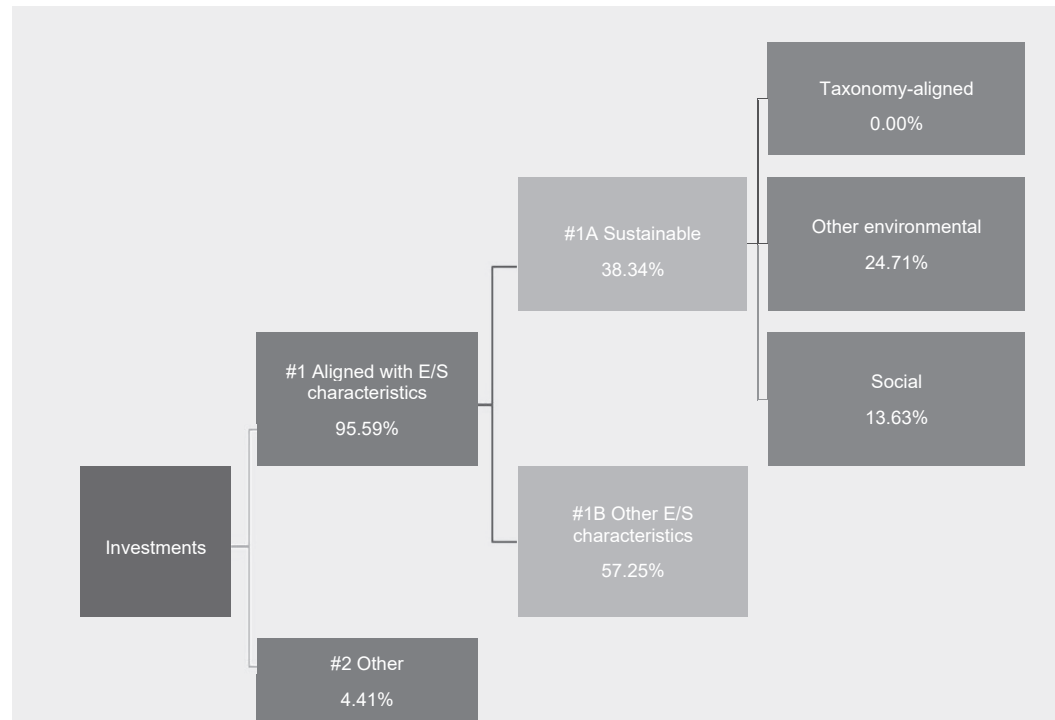 Taxonomy-aligned
0.00%
#1A Sustainable
38.34%
Other environmental
24.71%
#1 Aligned with E/S
characteristics
95.59%
Social
13.63%
Investments
#1B Other E/S
characteristics
57.25%
#2 Other
4.41%